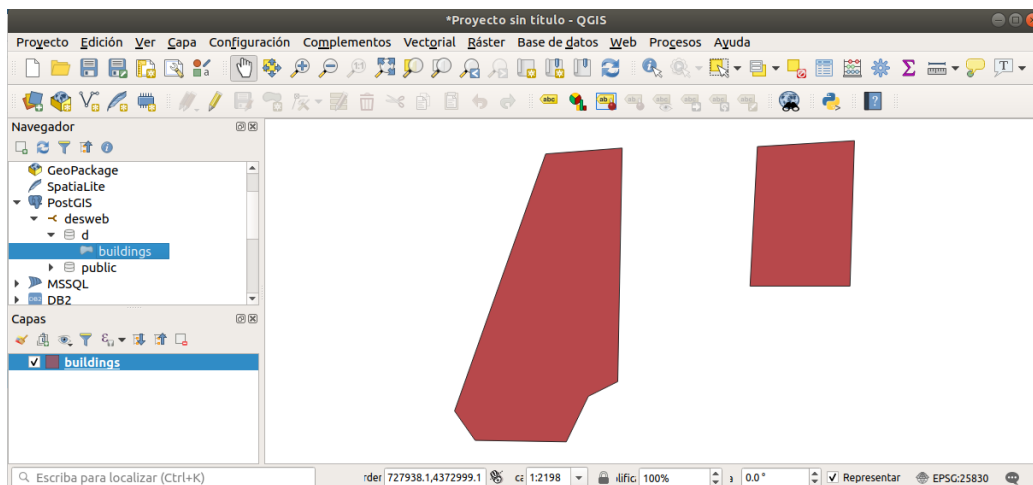 *Proyecto sin título - QGIS
Proyecto Edición Ver Capa Configuración Complementos Vectorial Ráster Base de datos Web Procesos Ayuda
Navegador
GeoPackage
SpatiaLite
PostGIS
desweb
d
buildings
public
MSSQL
DB2
Capas
buildings
Escriba para localizar (Ctrl+K) rder 727938.1,4372999.1 ca 1:2198 lific 100% a 0.0 ° Representar EPSG:25830